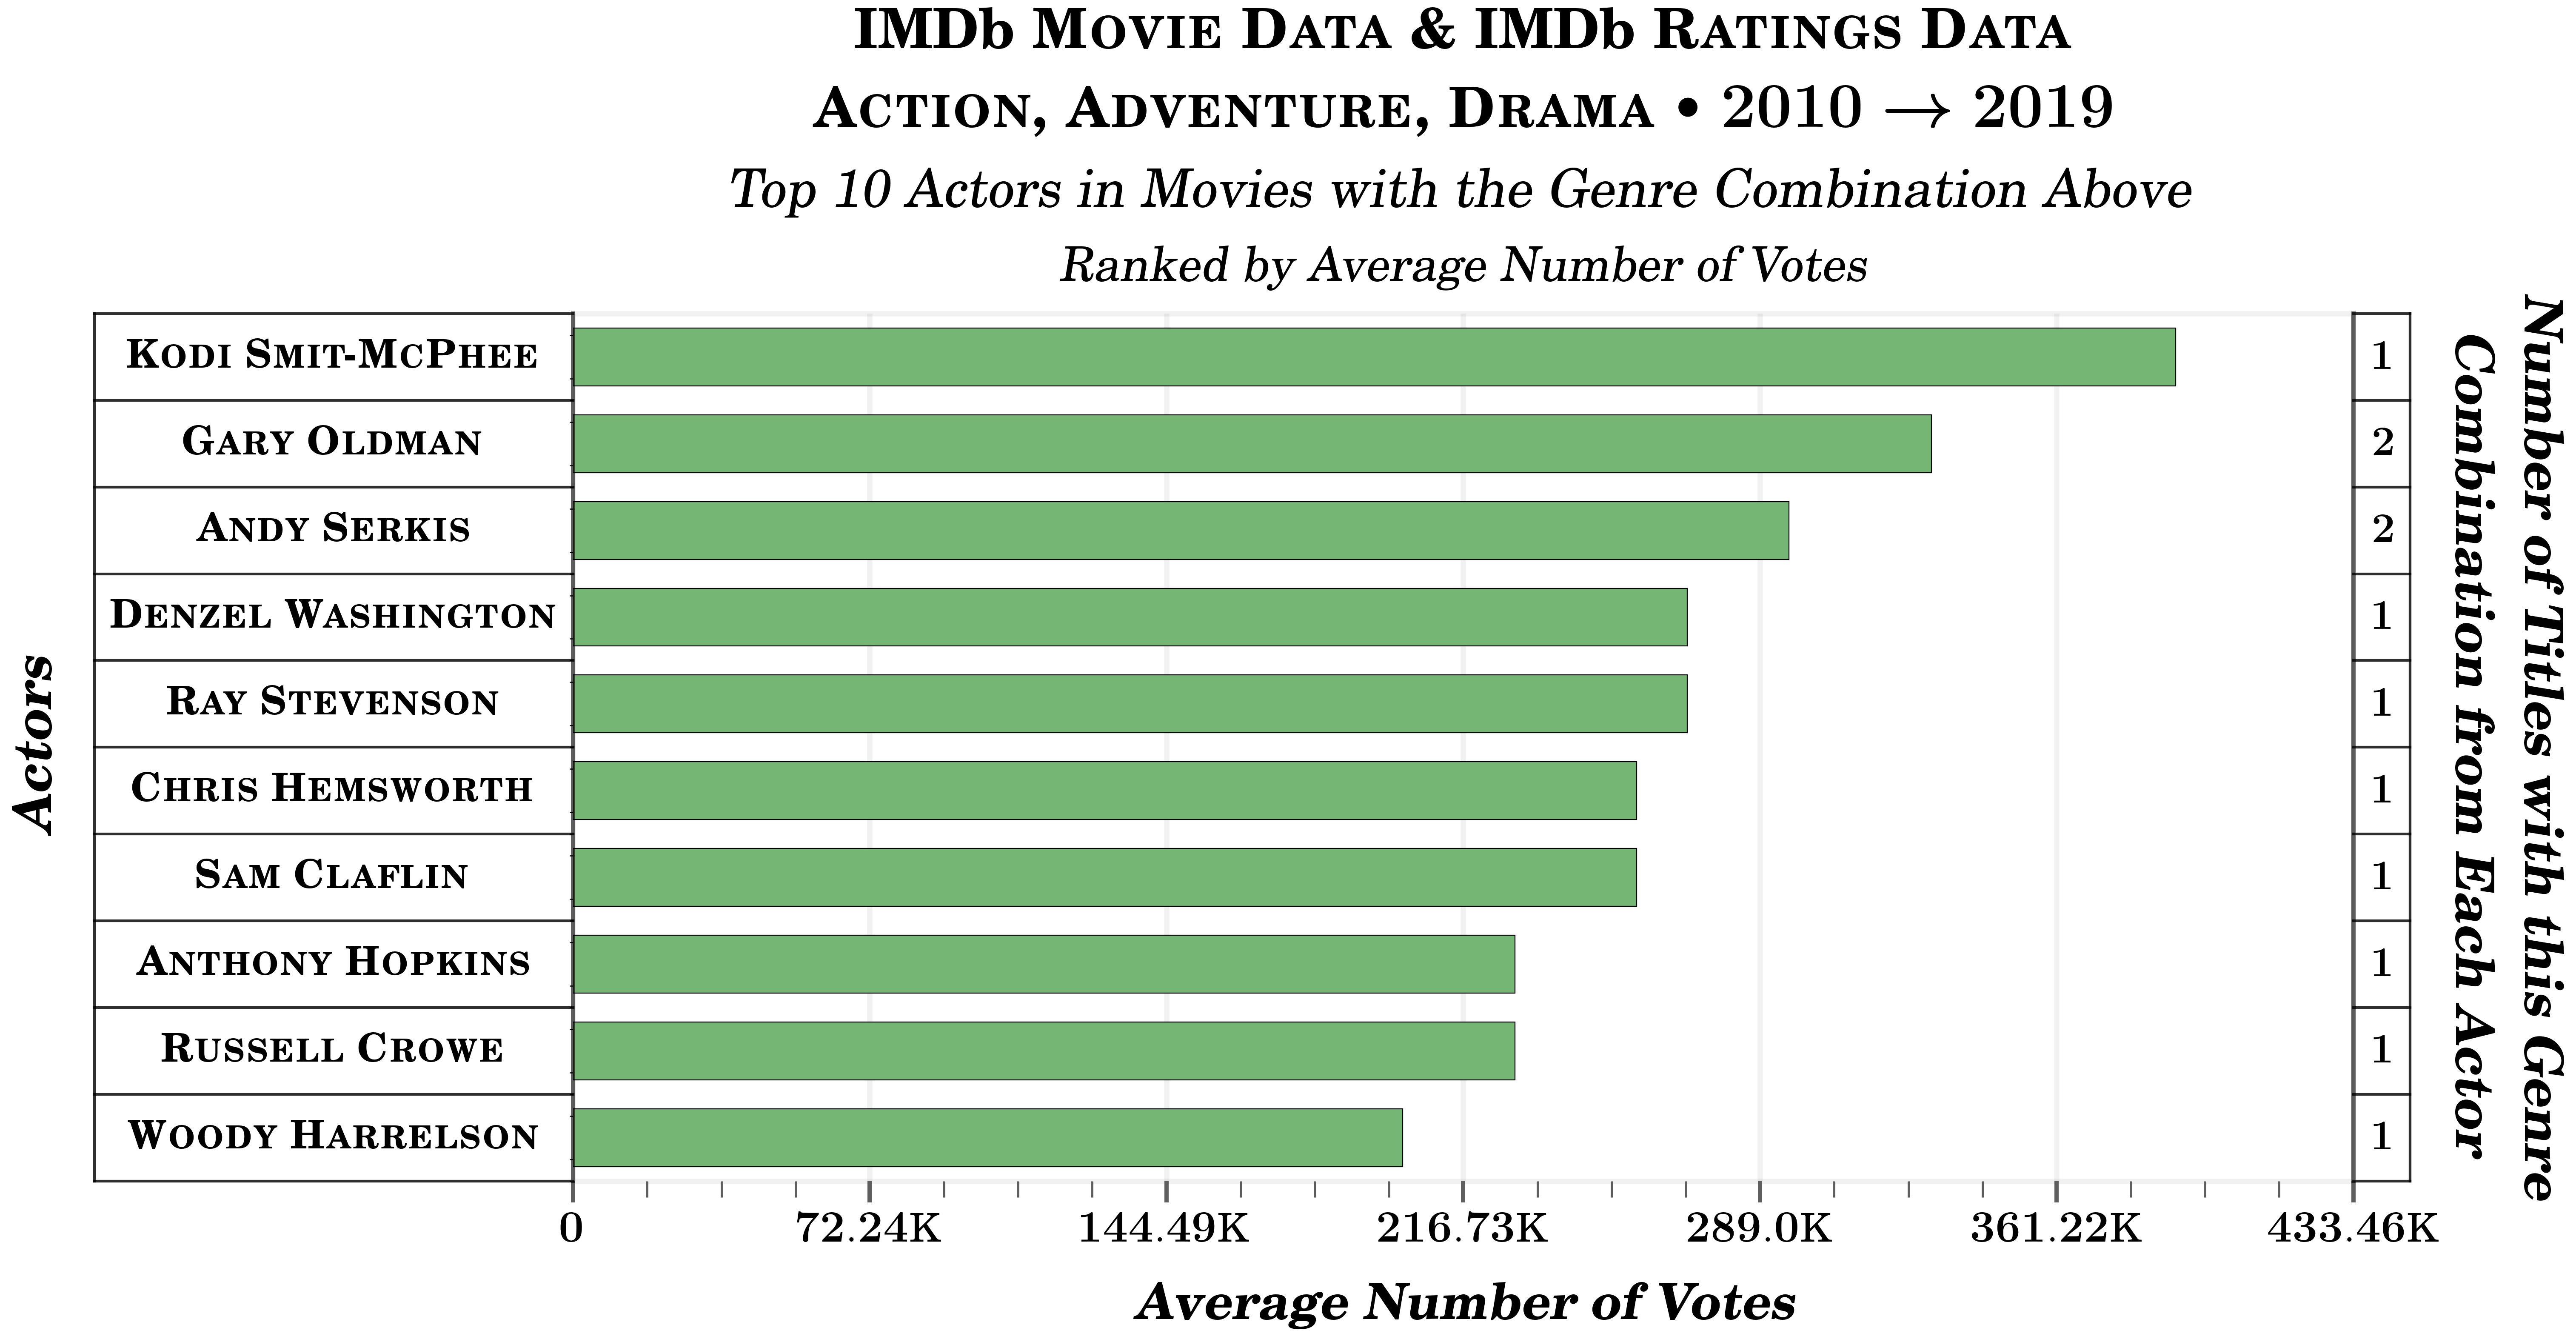 IMDb Movie Data & IMDb Ratings Data
Action, Adventure, Drama • 2010 → 2019
Top 10 Actors in Movies with the Genre Combination Above
Ranked by Average Number of Votes
Actors
Kodi Smit-McPhee 1
Gary Oldman 2
Andy Serkis 2
Denzel Washington 1
Ray Stevenson 1
Chris Hemsworth 1
Sam Claflin 1
Anthony Hopkins 1
Russell Crowe 1
Woody Harrelson 1
0 72.24K 144.49K 216.73K 289.0K 361.22K 433.46K
Average Number of Votes
Number of Titles with this Genre
Combination from Each Actor